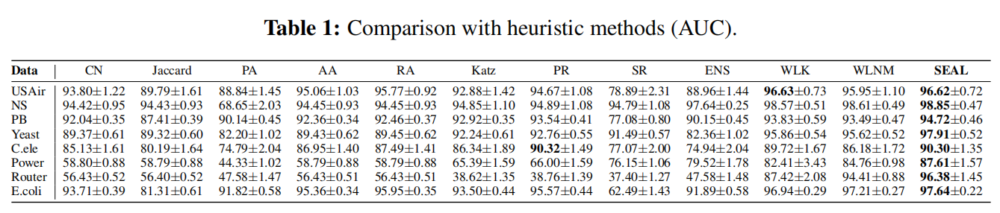 Table 1: Comparison with heuristic methods (AUC).
Data CN Jaccard PA AA RA Katz PR SR ENS WLK WLNM SEAL
USAir 93.80±1.22 89.79±1.61 88.84±1.45 95.06±1.03 95.77±0.92 92.88±1.42 94.67±1.08 78.89±2.31 88.96±1.44 96.63±0.73 95.95±1.10 96.62±0.72
NS 94.42±0.95 94.43±0.93 68.65±2.03 94.45±0.93 94.45±0.93 94.85±1.10 94.89±1.08 94.79±1.08 97.64±0.25 98.57±0.51 98.61±0.49 98.85±0.47
PB 92.04±0.35 87.41±0.39 90.14±0.45 92.36±0.34 92.46±0.37 92.92±0.35 93.54±0.41 77.08±0.80 90.15±0.45 93.83±0.59 93.49±0.47 94.72±0.46
Yeast 89.37±0.61 89.32±0.60 82.20±1.02 89.43±0.62 89.45±0.62 92.24±0.61 92.76±0.55 91.49±0.57 82.36±1.02 95.86±0.54 95.62±0.52 97.91±0.52
C.ele 85.13±1.61 80.19±1.64 74.79±2.04 86.95±1.40 87.49±1.41 86.34±1.89 90.32±1.49 77.07±2.00 74.94±2.04 89.72±1.67 86.18±1.72 90.30±1.35
Power 58.80±0.88 58.79±0.88 44.33±1.02 58.79±0.88 58.79±0.88 65.39±1.59 66.00±1.59 76.15±1.06 79.52±1.78 82.41±3.43 84.76±0.98 87.61±1.57
Router 56.43±0.52 56.40±0.52 47.58±1.47 56.43±0.51 56.43±0.51 38.62±1.35 38.76±1.39 37.40±1.27 47.58±1.48 87.42±2.08 94.41±0.88 96.38±1.45
E.coli 93.71±0.39 81.31±0.61 91.82±0.58 95.36±0.34 95.95±0.35 93.50±0.44 95.57±0.44 62.49±1.43 91.89±0.58 96.94±0.29 97.21±0.27 97.64±0.22